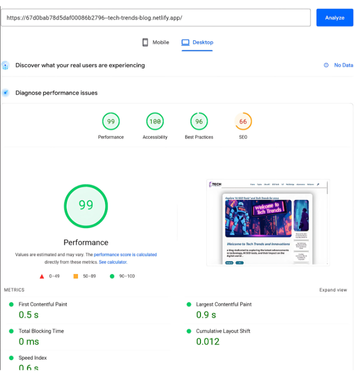 https://67d0bab78d5daf00086b2796--tech-trends-blog.netlify.app/
Analyze
Mobile
Desktop
Discover what your real users are experiencing
No Data
Diagnose performance issues
99
100
96
66
Performance
Accessibility
Best Practices
SEO
99
TECH
welcome to
Tech Trends
Welcome to Tech Trends and Innovations
Performance
Values are estimated and may vary. The performance score is calculated
directly from these metrics. See calculator.
0–49
50–89
90–100
METRICS
Expand view
First Contentful Paint
0.5 s
Largest Contentful Paint
0.9 s
Total Blocking Time
0 ms
Cumulative Layout Shift
0.012
Speed Index
0.6 s